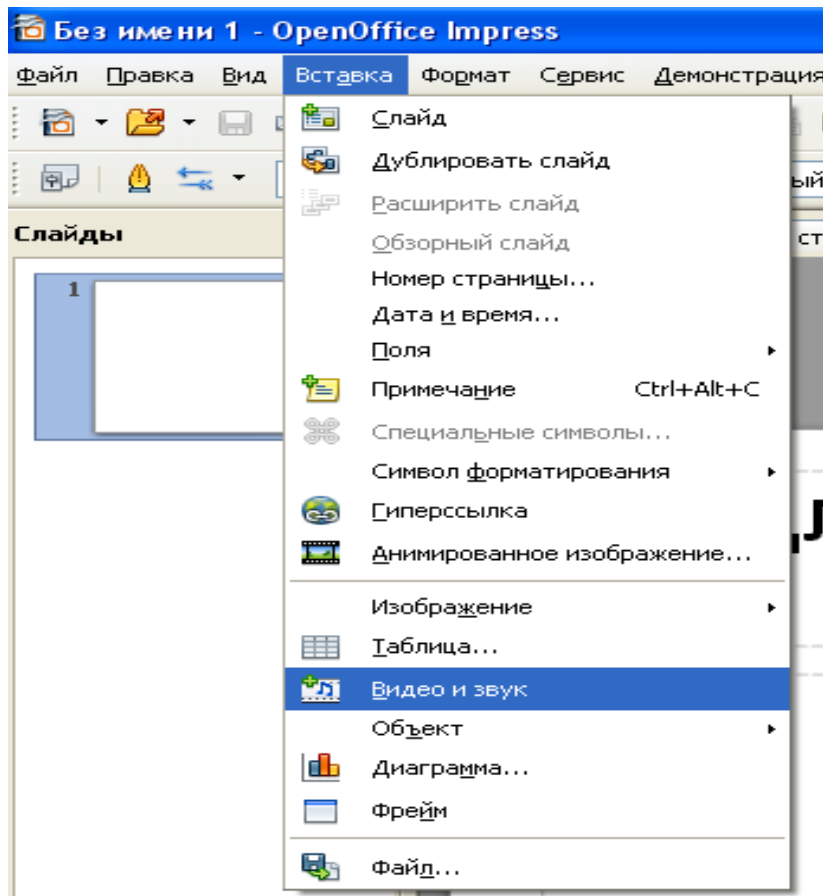 Без имени 1 - OpenOffice Impress
Файл Правка Вид Вставка Формат Сервис Демонстрация
Слайд
Дублировать слайд
Расширить слайд
Обзорный слайд
Номер страницы...
Дата и время...
Поля
Примечание Ctrl+Alt+C
Специальные символы...
Символ форматирования
Гиперссылка
Анимированное изображение...
Изображение
Таблица...
Видео и звук
Объект
Диаграмма...
Фрейм
Файл...
Слайды
1